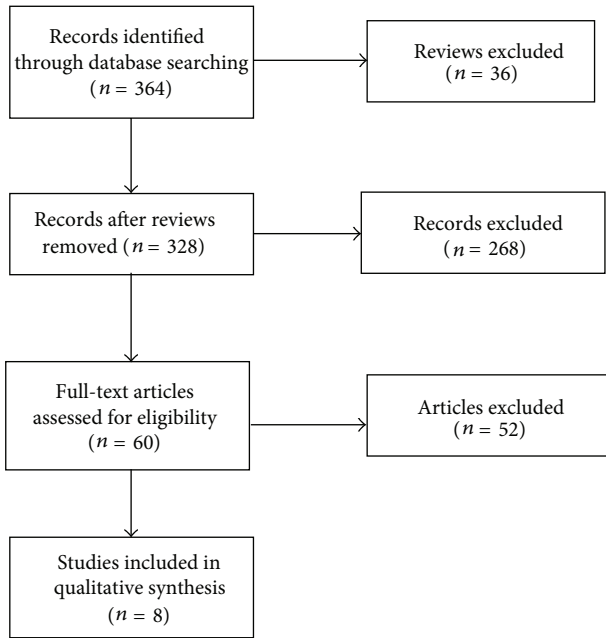 Records identified
through database searching
(n = 364)
Reviews excluded
(n = 36)
Records after reviews
removed (n = 328)
Records excluded
(n = 268)
Full-text articles
assessed for eligibility
(n = 60)
Articles excluded
(n = 52)
Studies included in
qualitative synthesis
(n = 8)